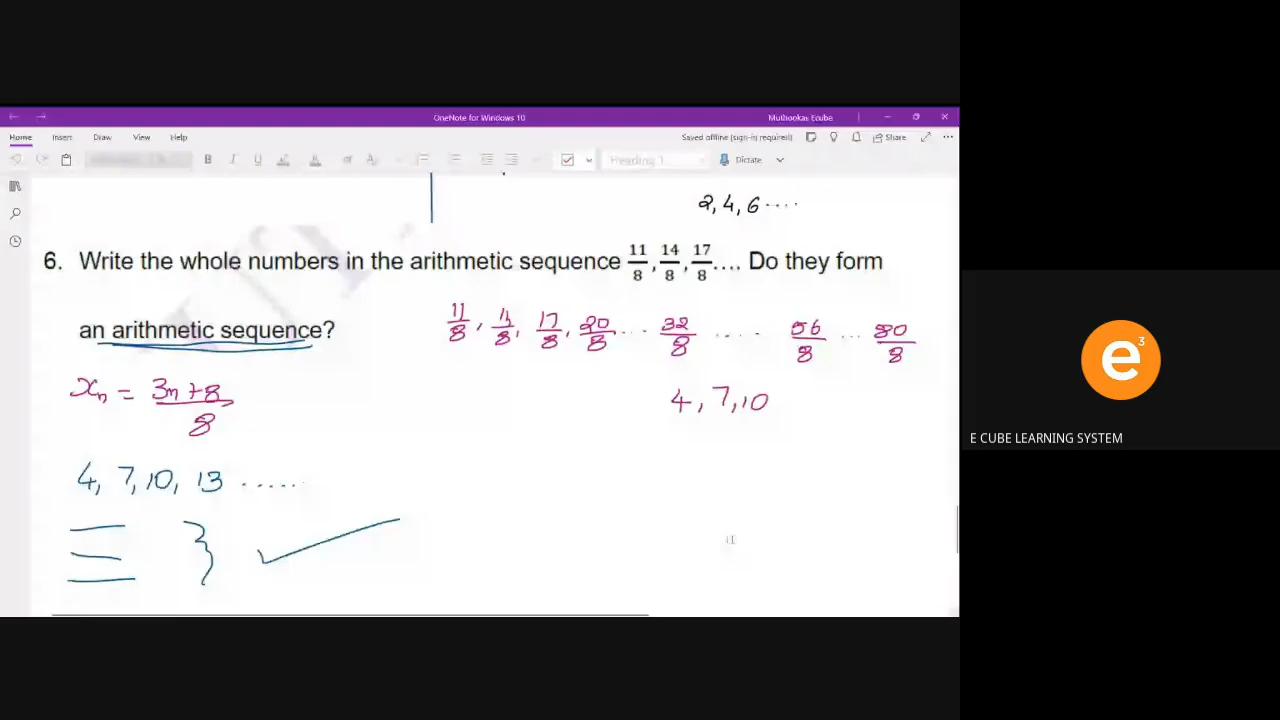 OneNote for Windows 10
Muthookas Ecube
Home Insert Draw View Help
Saved offline (sign-in required)
Share
B I U
Heading 1
Dictate
2, 4, 6 ....
6. Write the whole numbers in the arithmetic sequence 11/8, 14/8, 17/8.... Do they form
an arithmetic sequence?
11/8, 14/8, 17/8, 20/8 ... 32/8 ..... 56/8 ... 80/8
xₙ = 3n+8/8
4, 7, 10
4, 7, 10, 13 ......
e³
E CUBE LEARNING SYSTEM